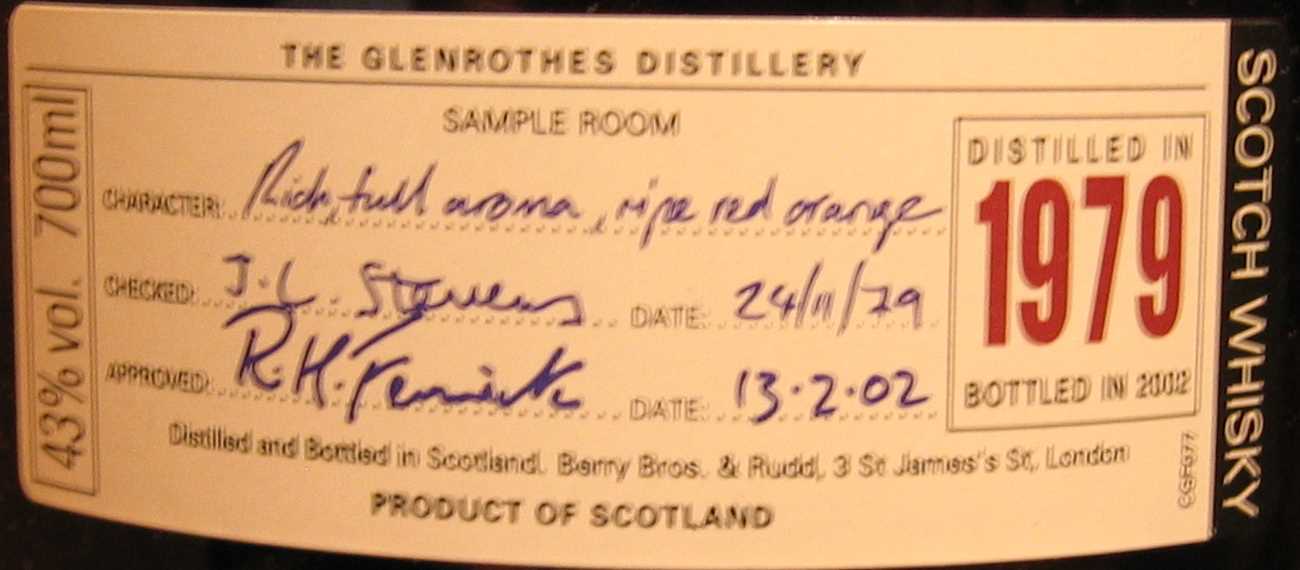 THE GLENROTHES DISTILLERY
SAMPLE ROOM
CHARACTER: Rich, full aroma, ripe red orange
CHECKED: J.L. Stevens DATE: 24/11/79
APPROVED: R.H. Fenwick DATE: 13.2.02
Distilled and Bottled in Scotland. Berry Bros. & Rudd, 3 St James's St, London
PRODUCT OF SCOTLAND
43% vol. 700ml
DISTILLED IN
1979
BOTTLED IN 2002
SCOTCH WHISKY